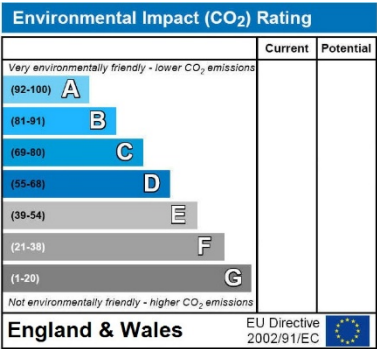 Environmental Impact (CO₂) Rating
Current Potential
Very environmentally friendly - lower CO₂ emissions
(92-100) A
(81-91) B
(69-80) C
(55-68) D
(39-54) E
(21-38) F
(1-20) G
Not environmentally friendly - higher CO₂ emissions
England & Wales
EU Directive
2002/91/EC